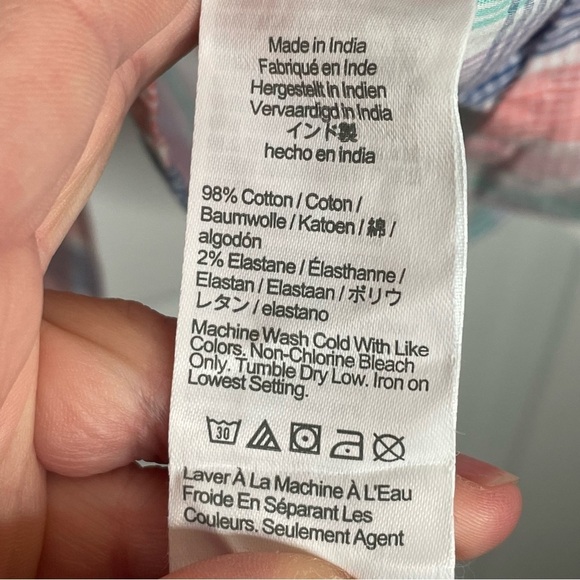 Made in India
Fabriqué en Inde
Hergestellt in Indien
Vervaardigd in India
インド製
hecho en india
98% Cotton / Coton /
Baumwolle / Katoen / 綿 /
algodón
2% Elastane / Élasthanne /
Elastan / Elastaan / ポリウ
レタン / elastano
Machine Wash Cold With Like
Colors. Non-Chlorine Bleach
Only. Tumble Dry Low. Iron on
Lowest Setting.
30
Laver À La Machine À L'Eau
Froide En Séparant Les
Couleurs. Seulement Agent